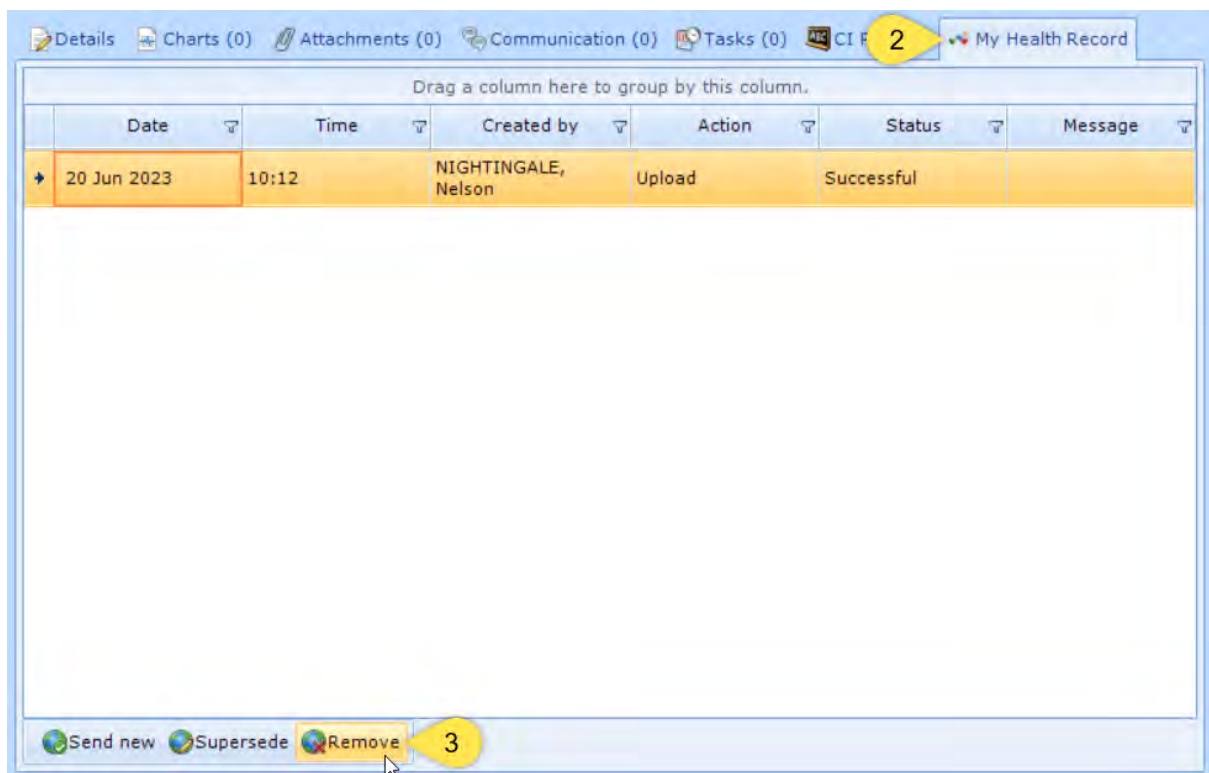 Details Charts (0) Attachments (0) Communication (0) Tasks (0) CI 2 My Health Record
Drag a column here to group by this column.
Date Time Created by Action Status Message
20 Jun 2023 10:12 NIGHTINGALE, Upload Successful
Nelson
Send new Supersede Remove 3